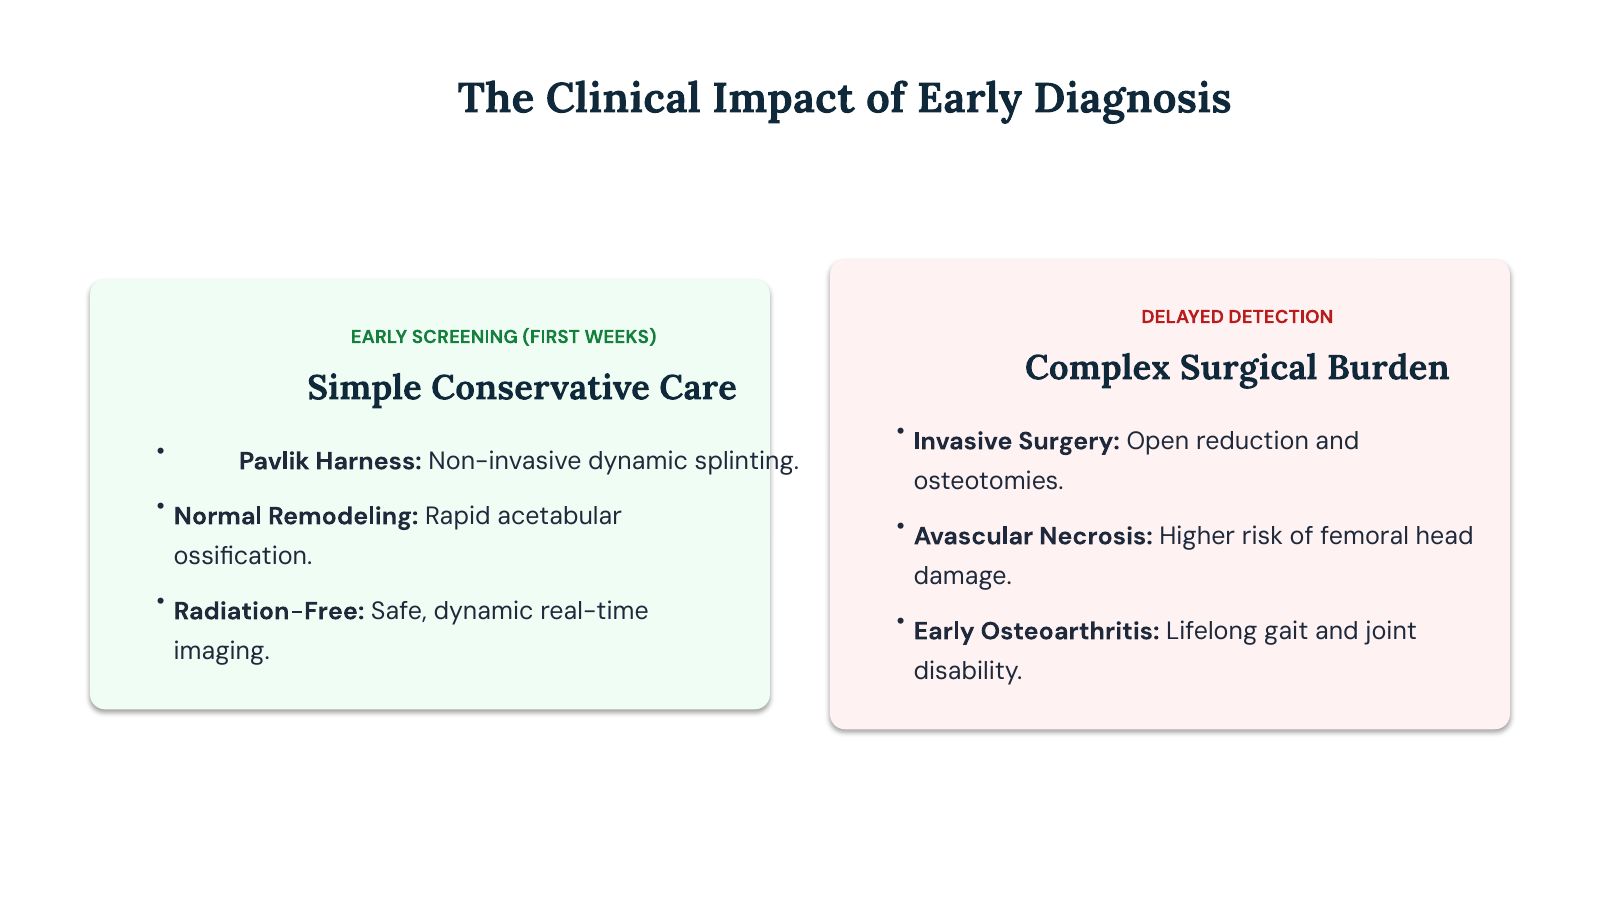 The Clinical Impact of Early Diagnosis
EARLY SCREENING (FIRST WEEKS)
Simple Conservative Care
• Pavlik Harness: Non-invasive dynamic splinting.
• Normal Remodeling: Rapid acetabular
ossification.
• Radiation-Free: Safe, dynamic real-time
imaging.
DELAYED DETECTION
Complex Surgical Burden
• Invasive Surgery: Open reduction and
osteotomies.
• Avascular Necrosis: Higher risk of femoral head
damage.
• Early Osteoarthritis: Lifelong gait and joint
disability.